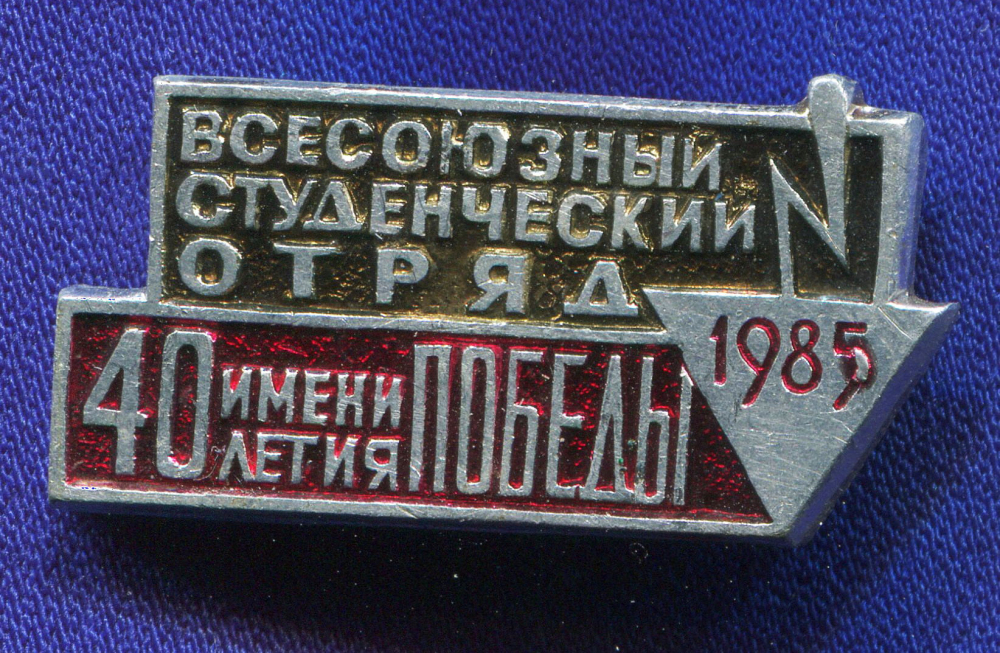 ВСЕСОЮЗНЫЙ
СТУДЕНЧЕСКИЙ
ОТРЯД
1985
40 ИМЕНИ ПОБЕДЫ
ЛЕТИЯ